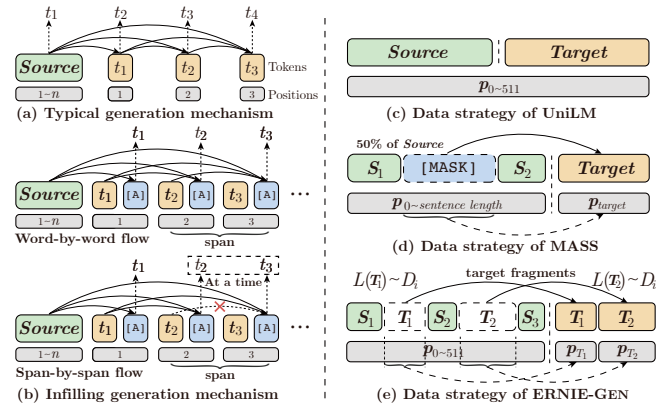 t1 t2 t3 t4
Source t1 t2 t3 Tokens
1~n 1 2 3 Positions
(a) Typical generation mechanism
t1 t2 t3
Source t1 [A] t2 [A] t3 [A] ...
1~n 1 2 3
Word-by-word flow span
t1 t2 t3
At a time
Source t1 [A] t2 [A] t3 [A] ...
1~n 1 2 3
Span-by-span flow span
(b) Infilling generation mechanism
Source Target
p0~511
(c) Data strategy of UniLM
50% of Source
S1 [MASK] S2 Target
p0~sentence length ptarget
(d) Data strategy of MASS
L(T1)~Di target fragments L(T2)~Di
S1 T1 S2 T2 S3 T1 T2
p0~511 pT1 pT2
(e) Data strategy of ERNIE-GEN